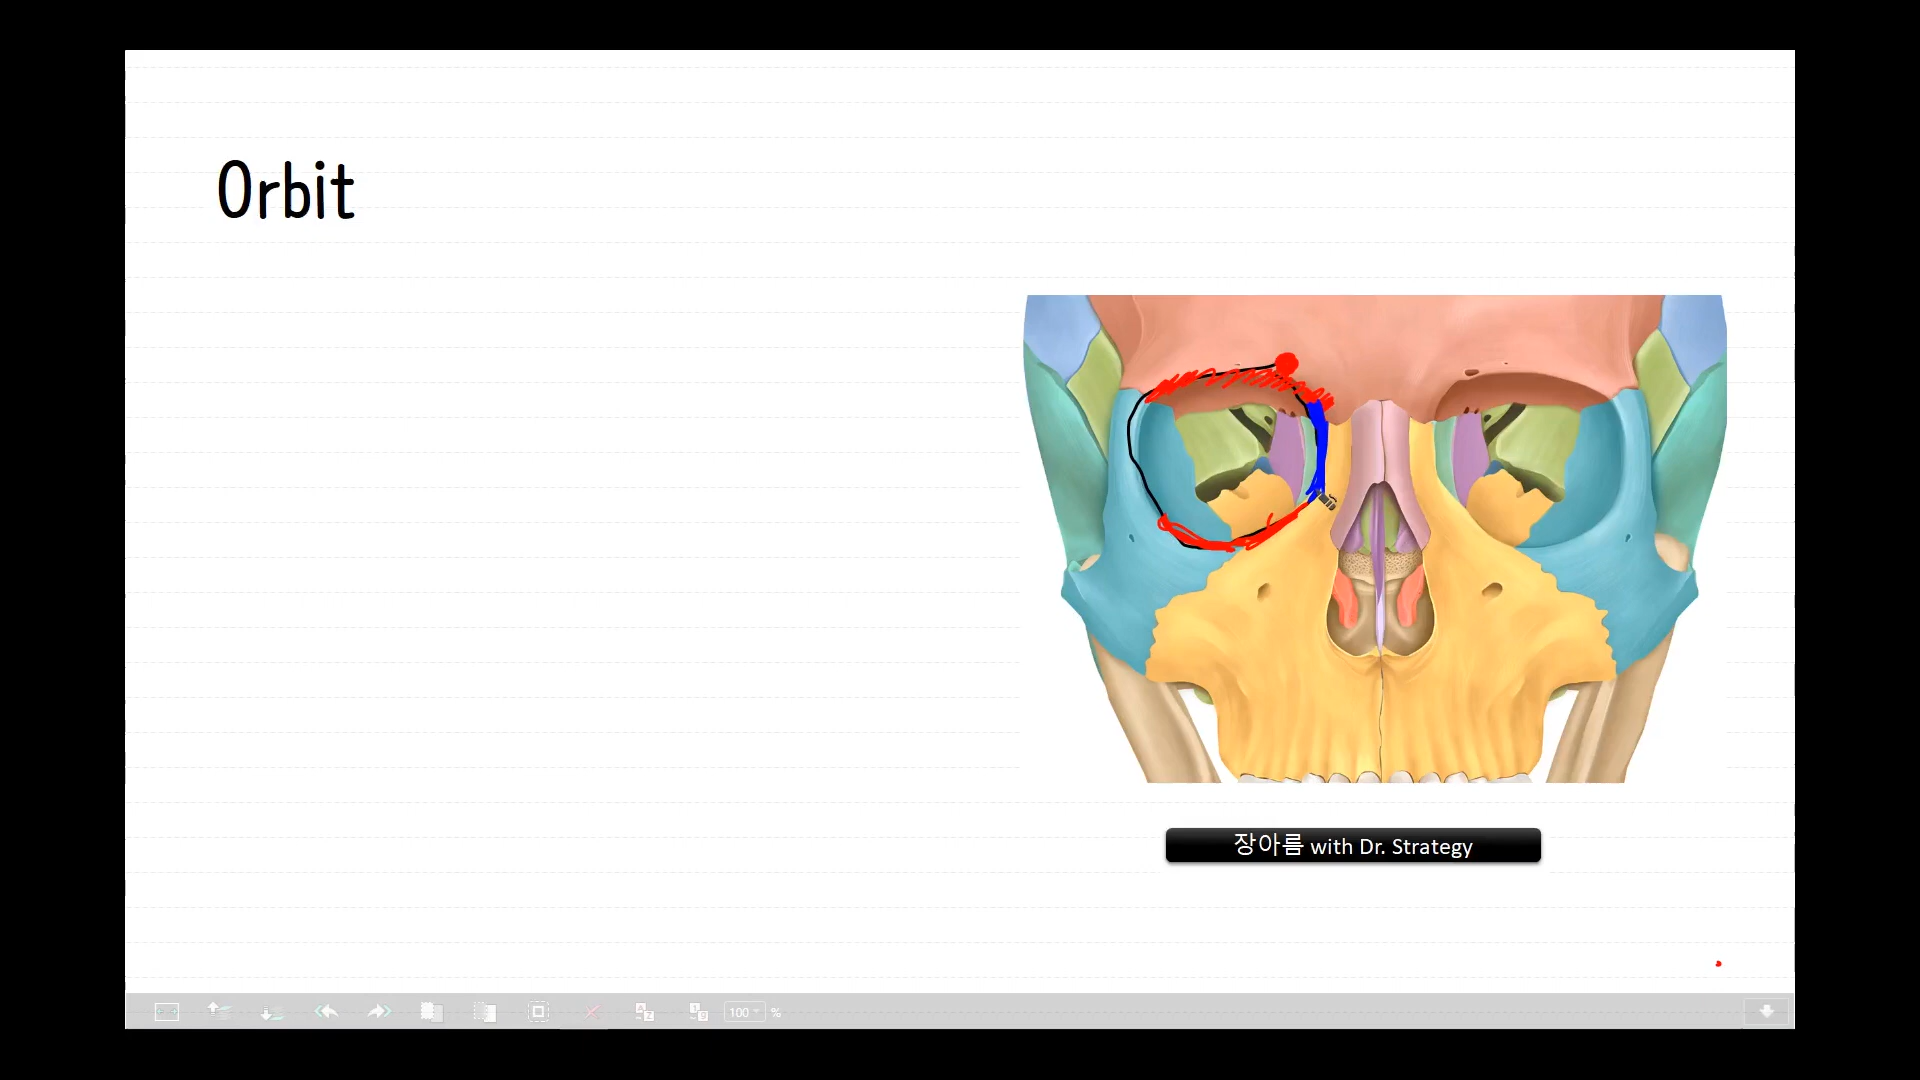 Orbit
장아름 with Dr. Strategy
100 %